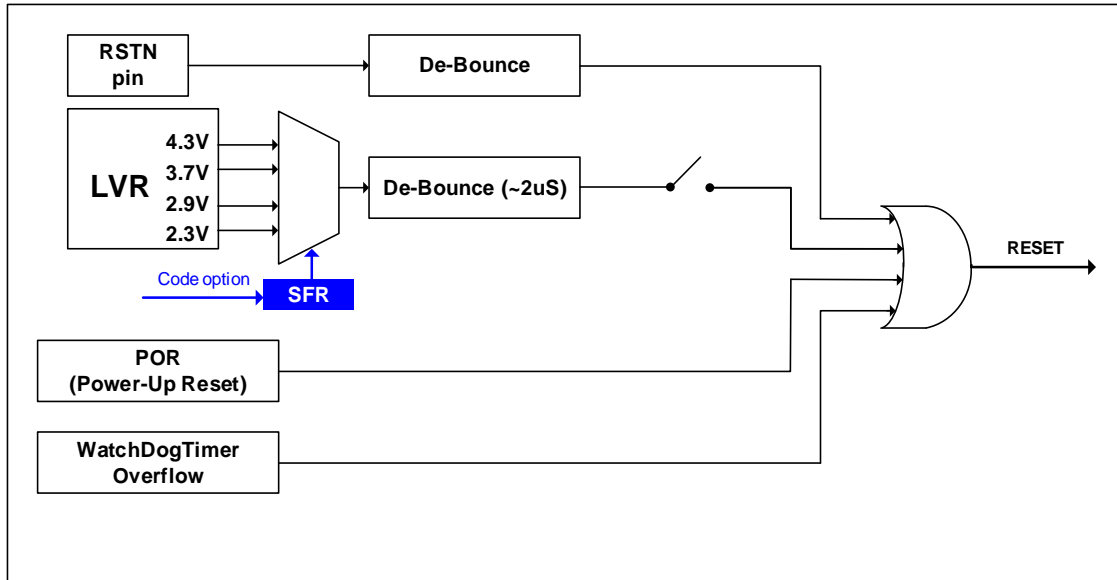 RSTN
pin
De-Bounce
4.3V
3.7V
LVR
2.9V
2.3V
De-Bounce (~2uS)
Code option
SFR
RESET
POR
(Power-Up Reset)
WatchDogTimer
Overflow